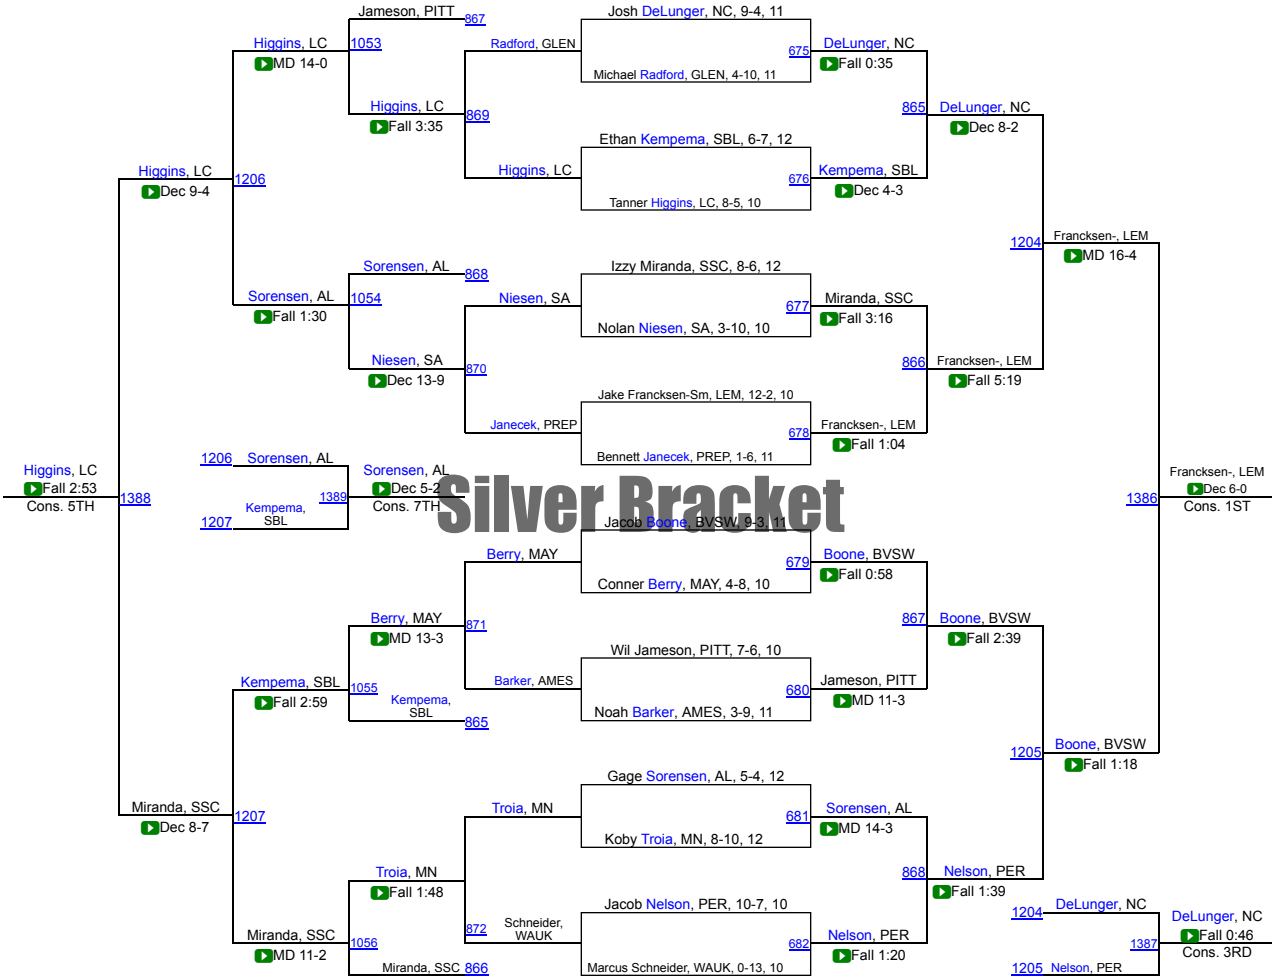 Jameson, PITT
867
Josh DeLunger, NC, 9-4, 11
Higgins, LC
1053
MD 14-0
Radford, GLEN
675
DeLunger, NC
Fall 0:35
Michael Radford, GLEN, 4-10, 11
Higgins, LC
869
Fall 3:35
865
DeLunger, NC
Dec 8-2
Ethan Kempema, SBL, 6-7, 12
Higgins, LC
1206
Dec 9-4
Higgins, LC
676
Kempema, SBL
Dec 4-3
Tanner Higgins, LC, 8-5, 10
1204
Francksen-, LEM
MD 16-4
Sorensen, AL
868
Izzy Miranda, SSC, 8-6, 12
Sorensen, AL
1054
Fall 1:30
Niesen, SA
677
Miranda, SSC
Fall 3:16
Nolan Niesen, SA, 3-10, 10
Niesen, SA
870
Dec 13-9
866
Francksen-, LEM
Fall 5:19
Jake Francksen-Sm, LEM, 12-2, 10
Janecek, PREP
678
Francksen-, LEM
Fall 1:04
Bennett Janecek, PREP, 1-6, 11
1206
Sorensen, AL
Higgins, LC
Fall 2:53
Cons. 5TH
1388
Sorensen, AL
Dec 5-2
Cons. 7TH
1389
Kempema,
SBL
1207
Silver Bracket
1386
Francksen-, LEM
Dec 6-0
Cons. 1ST
Jacob Boone, BVSW, 9-3, 11
Berry, MAY
679
Boone, BVSW
Fall 0:58
Conner Berry, MAY, 4-8, 10
Berry, MAY
871
MD 13-3
867
Boone, BVSW
Fall 2:39
Wil Jameson, PITT, 7-6, 10
Kempema, SBL
1055
Fall 2:59
Barker, AMES
680
Jameson, PITT
MD 11-3
Kempema,
SBL
865
Noah Barker, AMES, 3-9, 11
1205
Boone, BVSW
Fall 1:18
Gage Sorensen, AL, 5-4, 12
Miranda, SSC
1207
Dec 8-7
Troia, MN
681
Sorensen, AL
MD 14-3
Koby Troia, MN, 8-10, 12
Troia, MN
Fall 1:48
868
Nelson, PER
Fall 1:39
Jacob Nelson, PER, 10-7, 10
Miranda, SSC
1056
MD 11-2
872
Schneider,
WAUK
682
Nelson, PER
Fall 1:20
Miranda, SSC
866
Marcus Schneider, WAUK, 0-13, 10
1204
DeLunger, NC
1387
DeLunger, NC
Fall 0:46
Cons. 3RD
1205
Nelson, PER